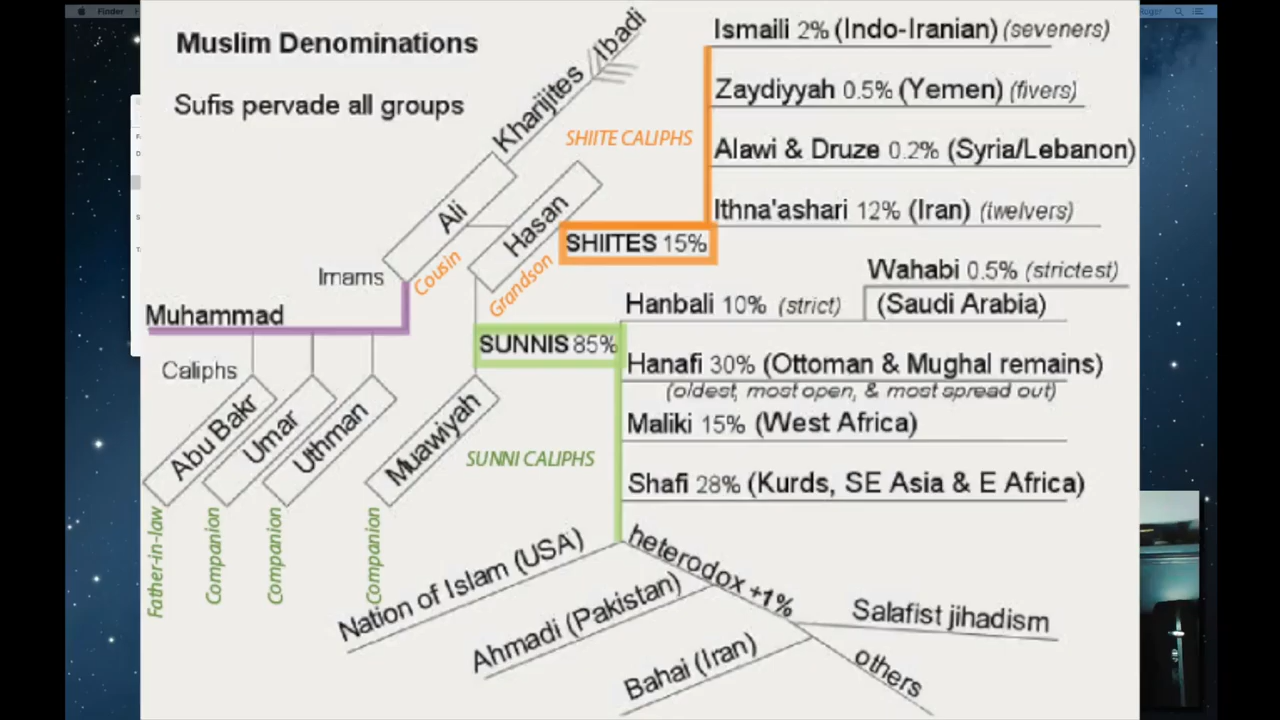 Finder
Roger
Muslim Denominations
Sufis pervade all groups
Kharijites / Ibadi
SHIITE CALIPHS
Ismaili 2% (Indo-Iranian) (seveners)
Zaydiyyah 0.5% (Yemen) (fivers)
Alawi & Druze 0.2% (Syria/Lebanon)
Ithna'ashari 12% (Iran) (twelvers)
SHIITES 15%
Ali
Cousin
Hasan
Grandson
Imams
Muhammad
Caliphs
Abu Bakr
Umar
Uthman
Muawiyah
Father-in-law
Companion
Companion
Companion
SUNNIS 85%
SUNNI CALIPHS
Wahabi 0.5% (strictest)
Hanbali 10% (strict)
(Saudi Arabia)
Hanafi 30% (Ottoman & Mughal remains)
(oldest, most open, & most spread out)
Maliki 15% (West Africa)
Shafi 28% (Kurds, SE Asia & E Africa)
heterodox +1%
Nation of Islam (USA)
Ahmadi (Pakistan)
Bahai (Iran)
Salafist jihadism
others